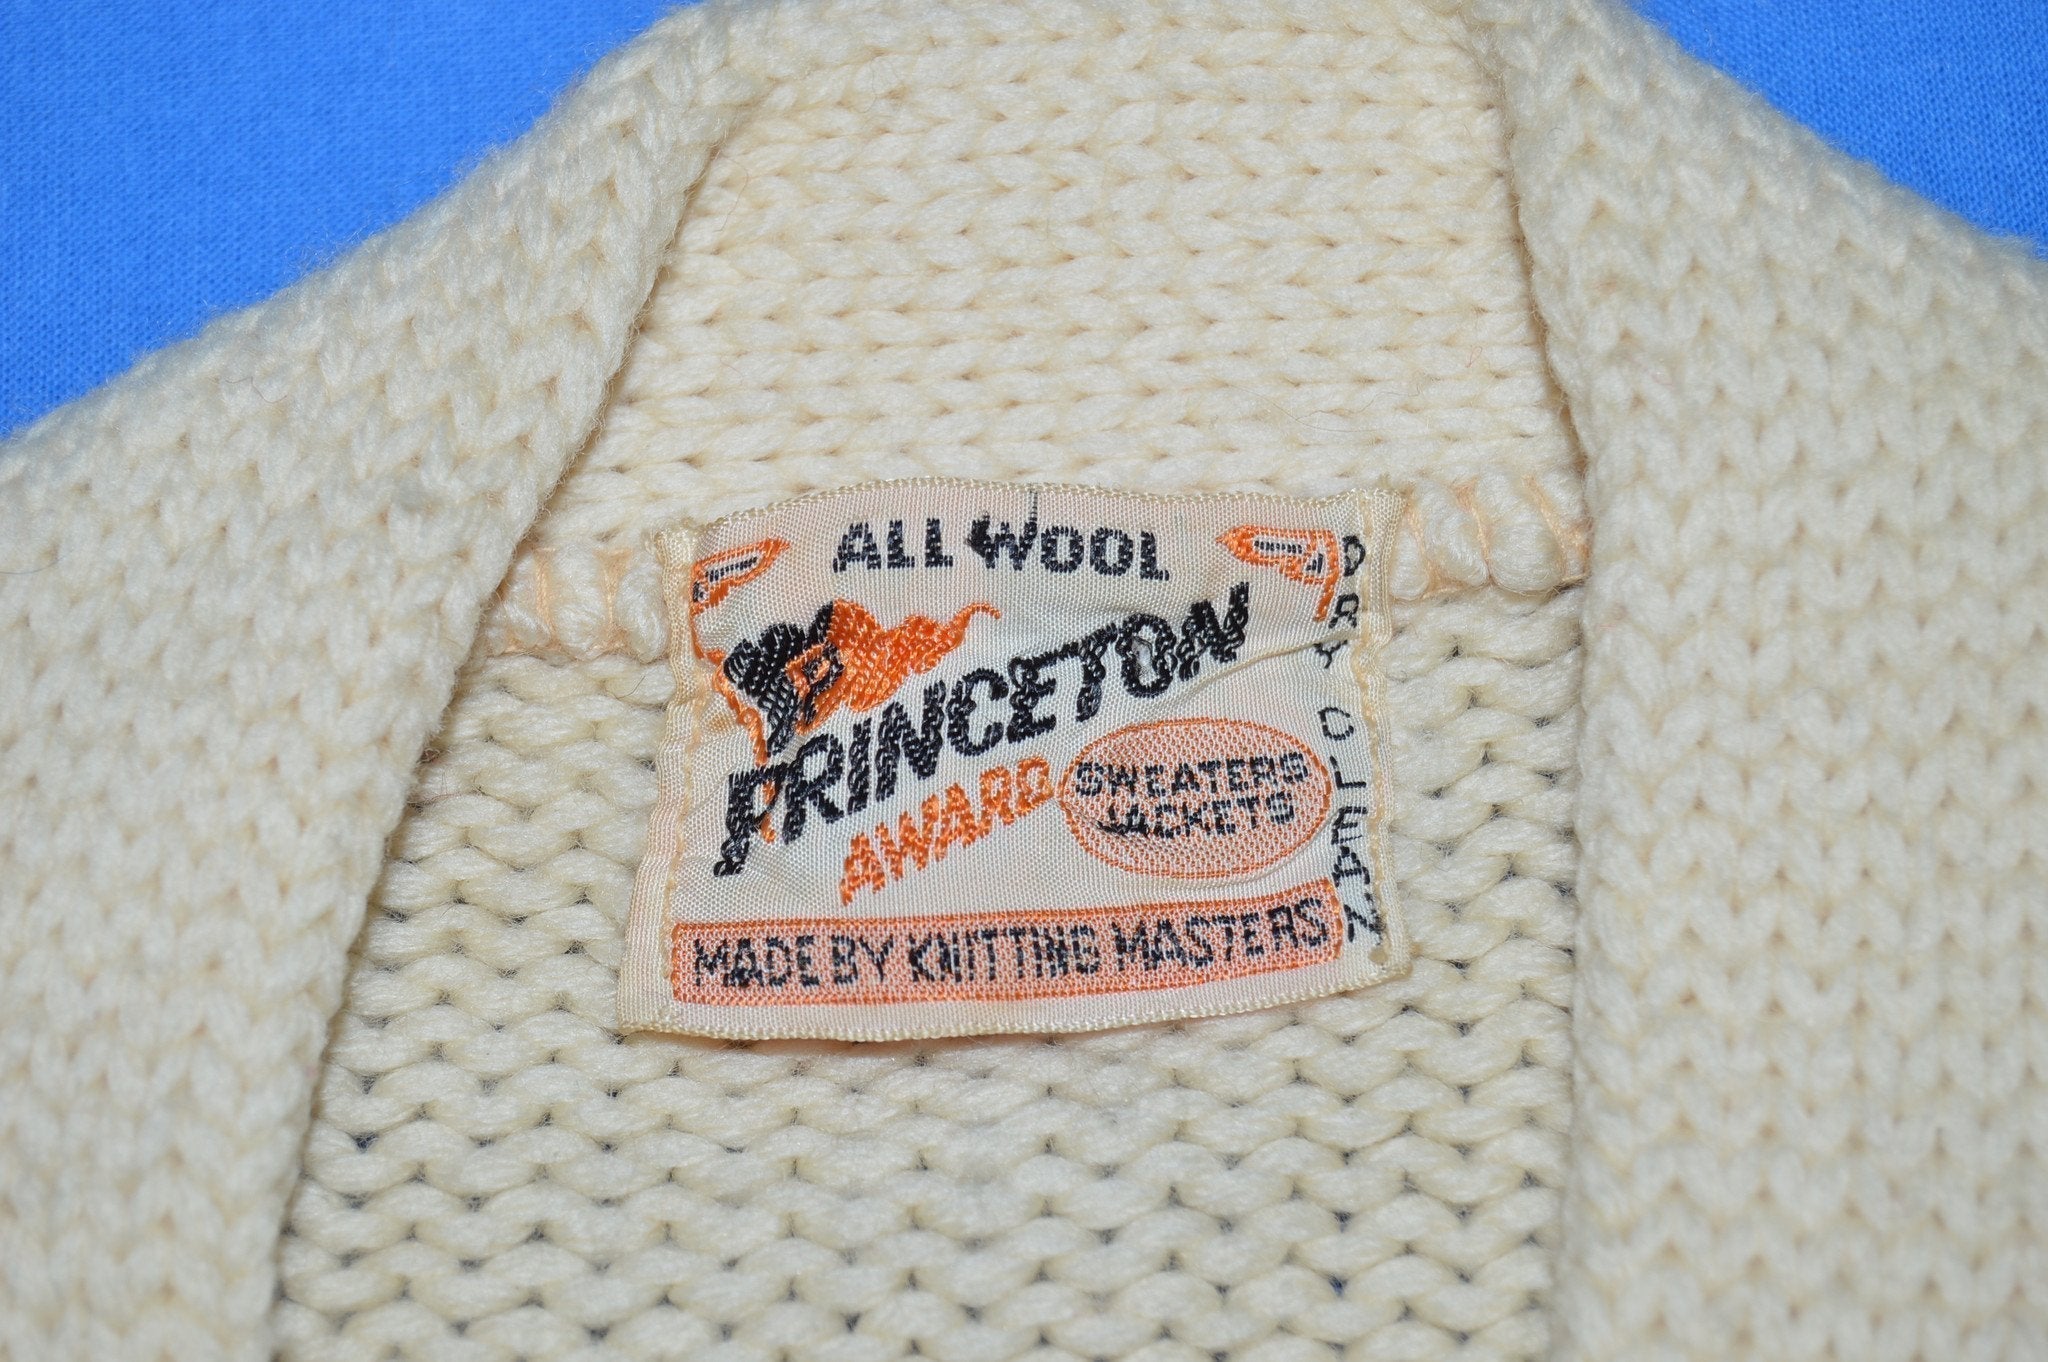 ALL WOOL
PRINCETON
AWARD
SWEATERS
JACKETS
MADE BY KNITTING MASTERS
DRY CLEAN